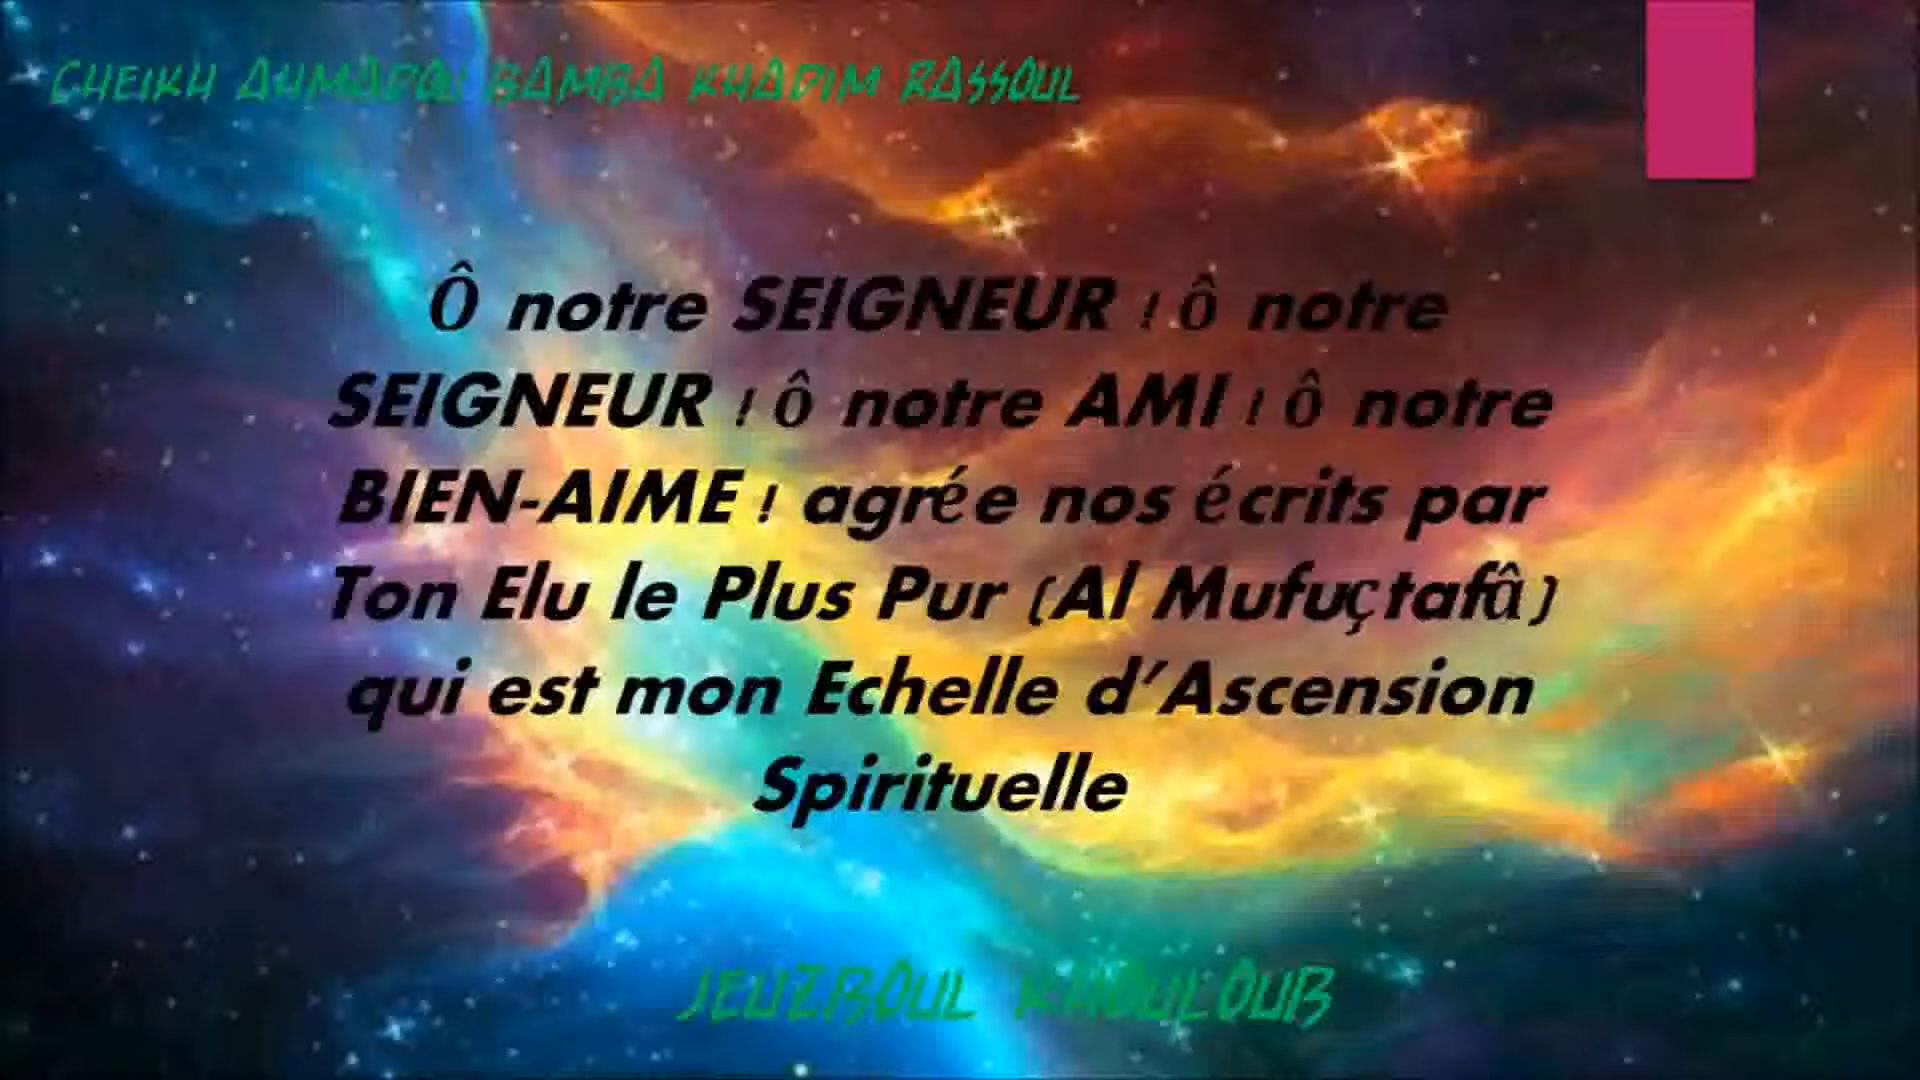 CHEIKH AHMADOU BAMBA KHADIM RASSOUL
Ô notre SEIGNEUR ! ô notre
SEIGNEUR ! ô notre AMI ! ô notre
BIEN-AIME ! agrée nos écrits par
Ton Elu le Plus Pur (Al Mufuçtafâ)
qui est mon Echelle d’Ascension
Spirituelle
JEUZBOUL KHOULOUB